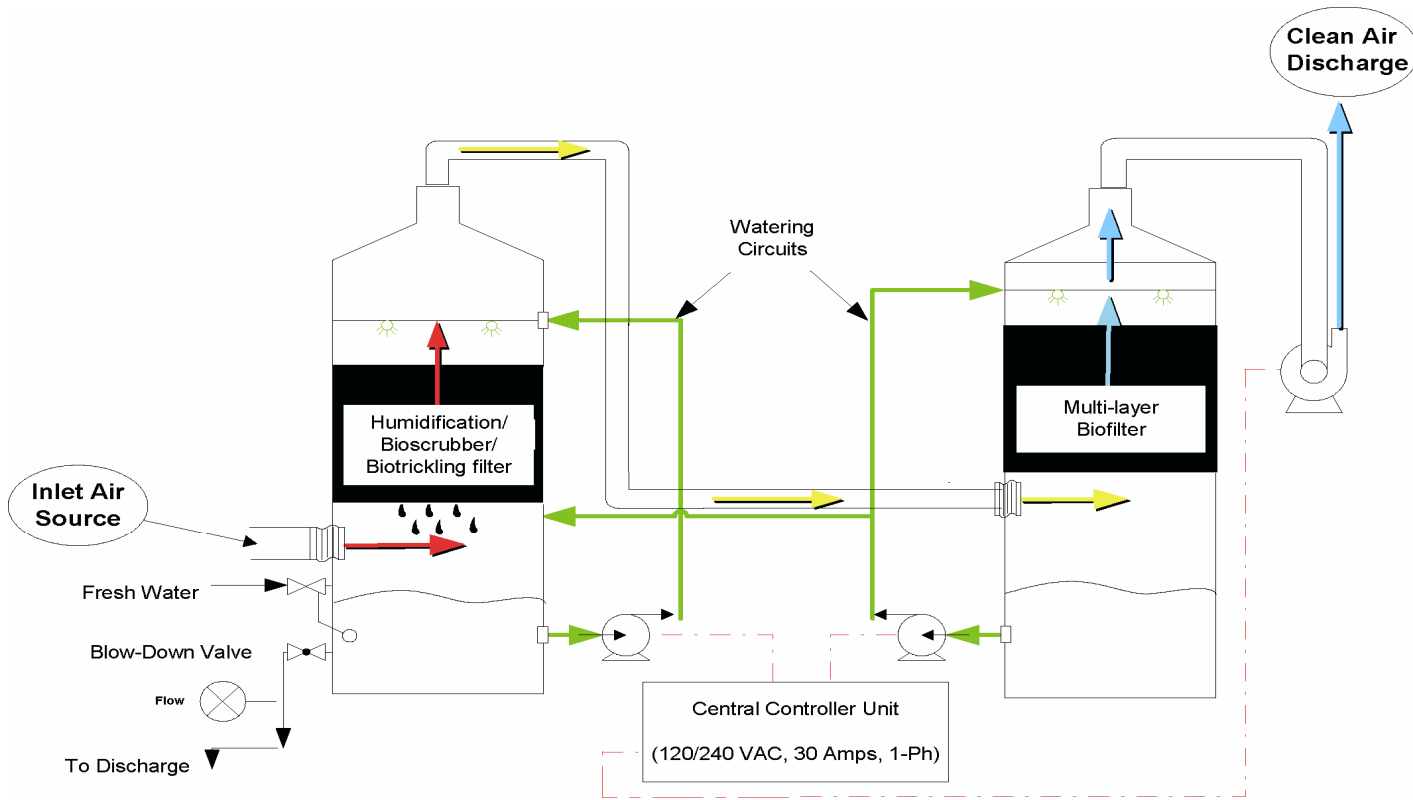 Clean Air
Discharge
Watering
Circuits
Humidification/
Bioscrubber/
Biotrickling filter
Multi-layer
Biofilter
Inlet Air
Source
Fresh Water
Blow-Down Valve
Flow
To Discharge
Central Controller Unit
(120/240 VAC, 30 Amps, 1-Ph)